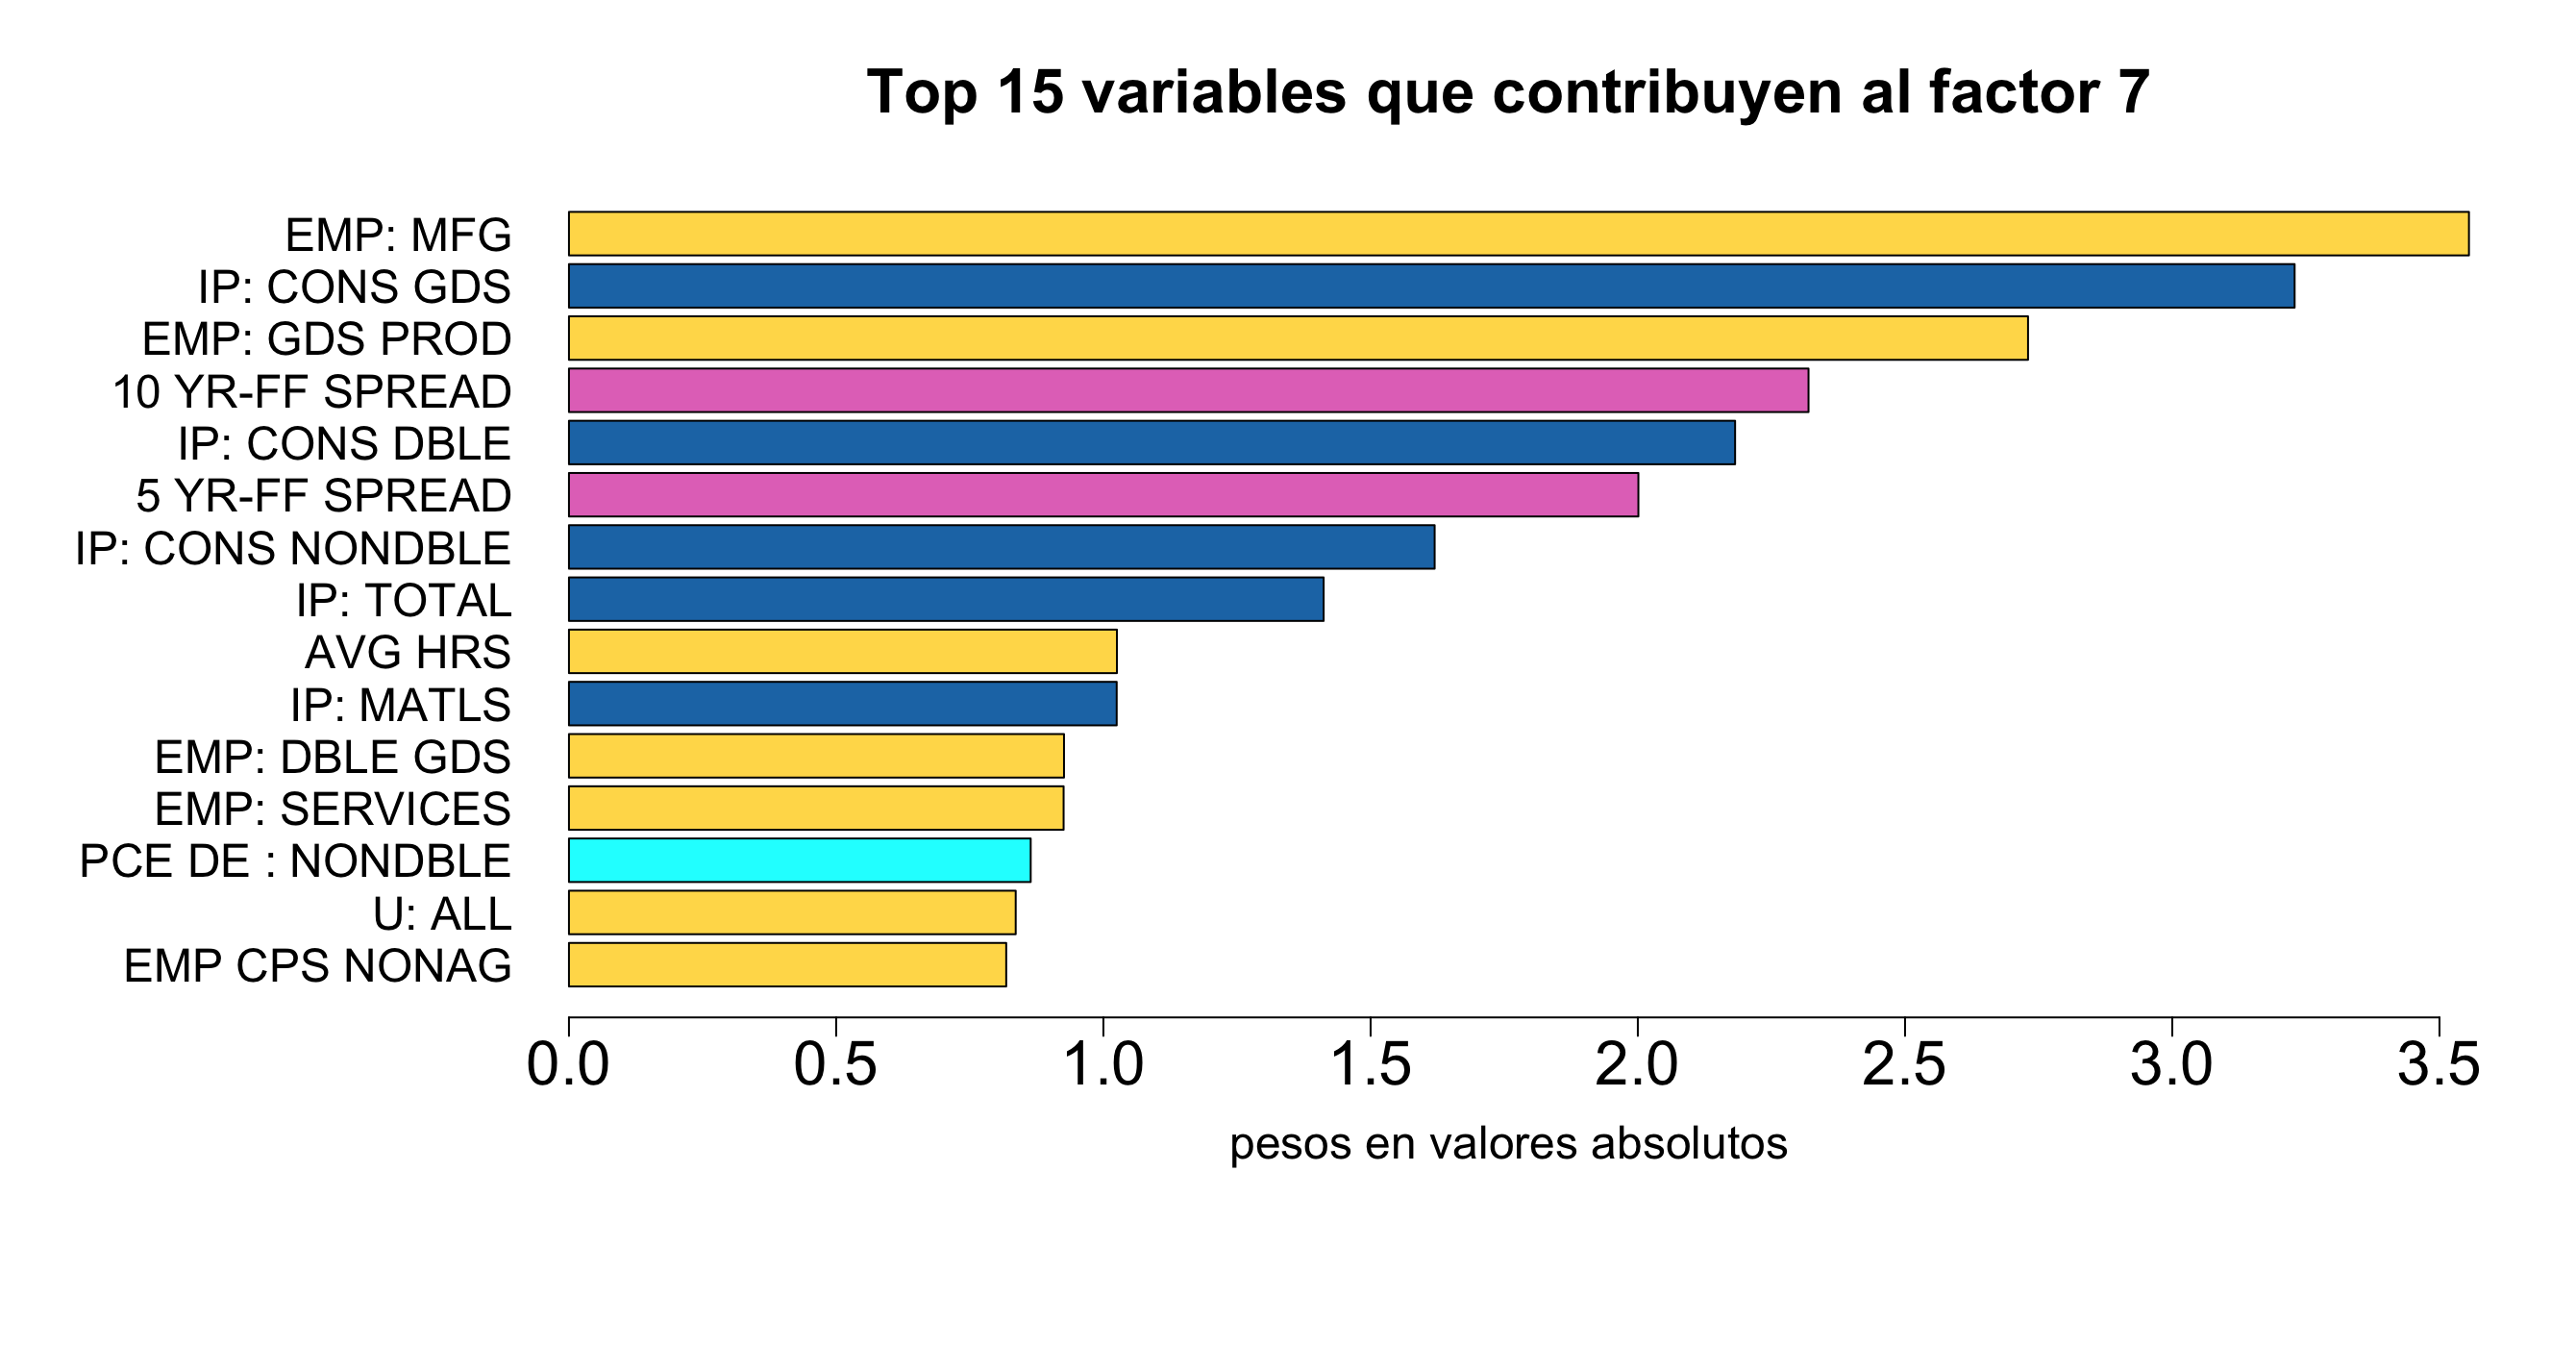 Top 15 variables que contribuyen al factor 7
EMP: MFG
IP: CONS GDS
EMP: GDS PROD
10 YR-FF SPREAD
IP: CONS DBLE
5 YR-FF SPREAD
IP: CONS NONDBLE
IP: TOTAL
AVG HRS
IP: MATLS
EMP: DBLE GDS
EMP: SERVICES
PCE DE : NONDBLE
U: ALL
EMP CPS NONAG
0.0 0.5 1.0 1.5 2.0 2.5 3.0 3.5
pesos en valores absolutos